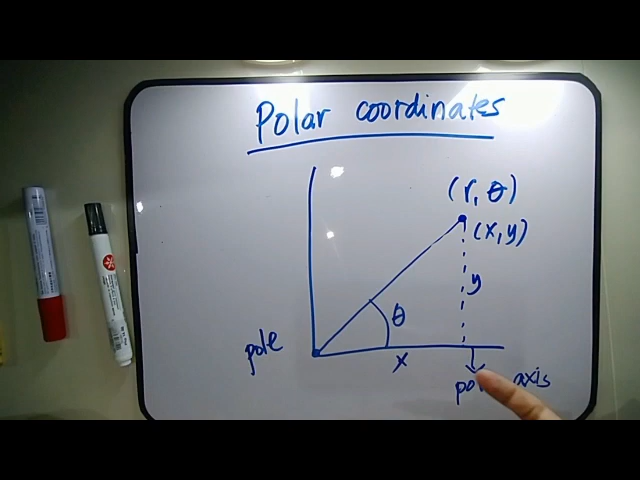 Polar coordinates
(r, θ)
(x, y)
y
θ
pole
x
axis